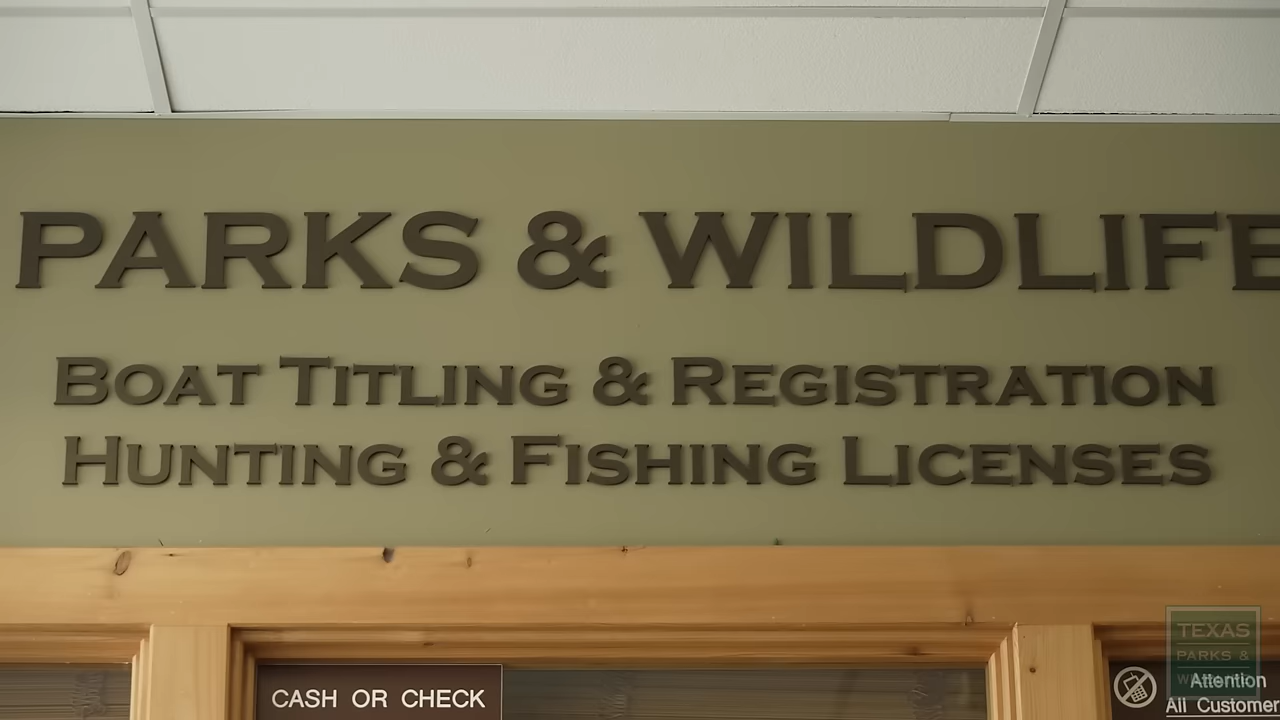 PARKS & WILDLIFE
BOAT TITLING & REGISTRATION
HUNTING & FISHING LICENSES
CASH OR CHECK
TEXAS
PARKS &
Attention
All Customer